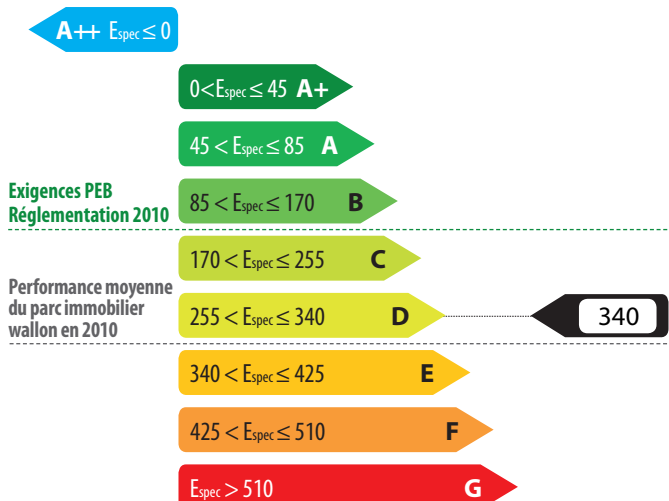 A++ Espec ≤ 0
0<Espec ≤ 45 A+
45 < Espec ≤ 85 A
Exigences PEB
Réglementation 2010
85 < Espec ≤ 170 B
170 < Espec ≤ 255 C
Performance moyenne
du parc immobilier
wallon en 2010
255 < Espec ≤ 340 D
340
340 < Espec ≤ 425 E
425 < Espec ≤ 510 F
Espec > 510 G